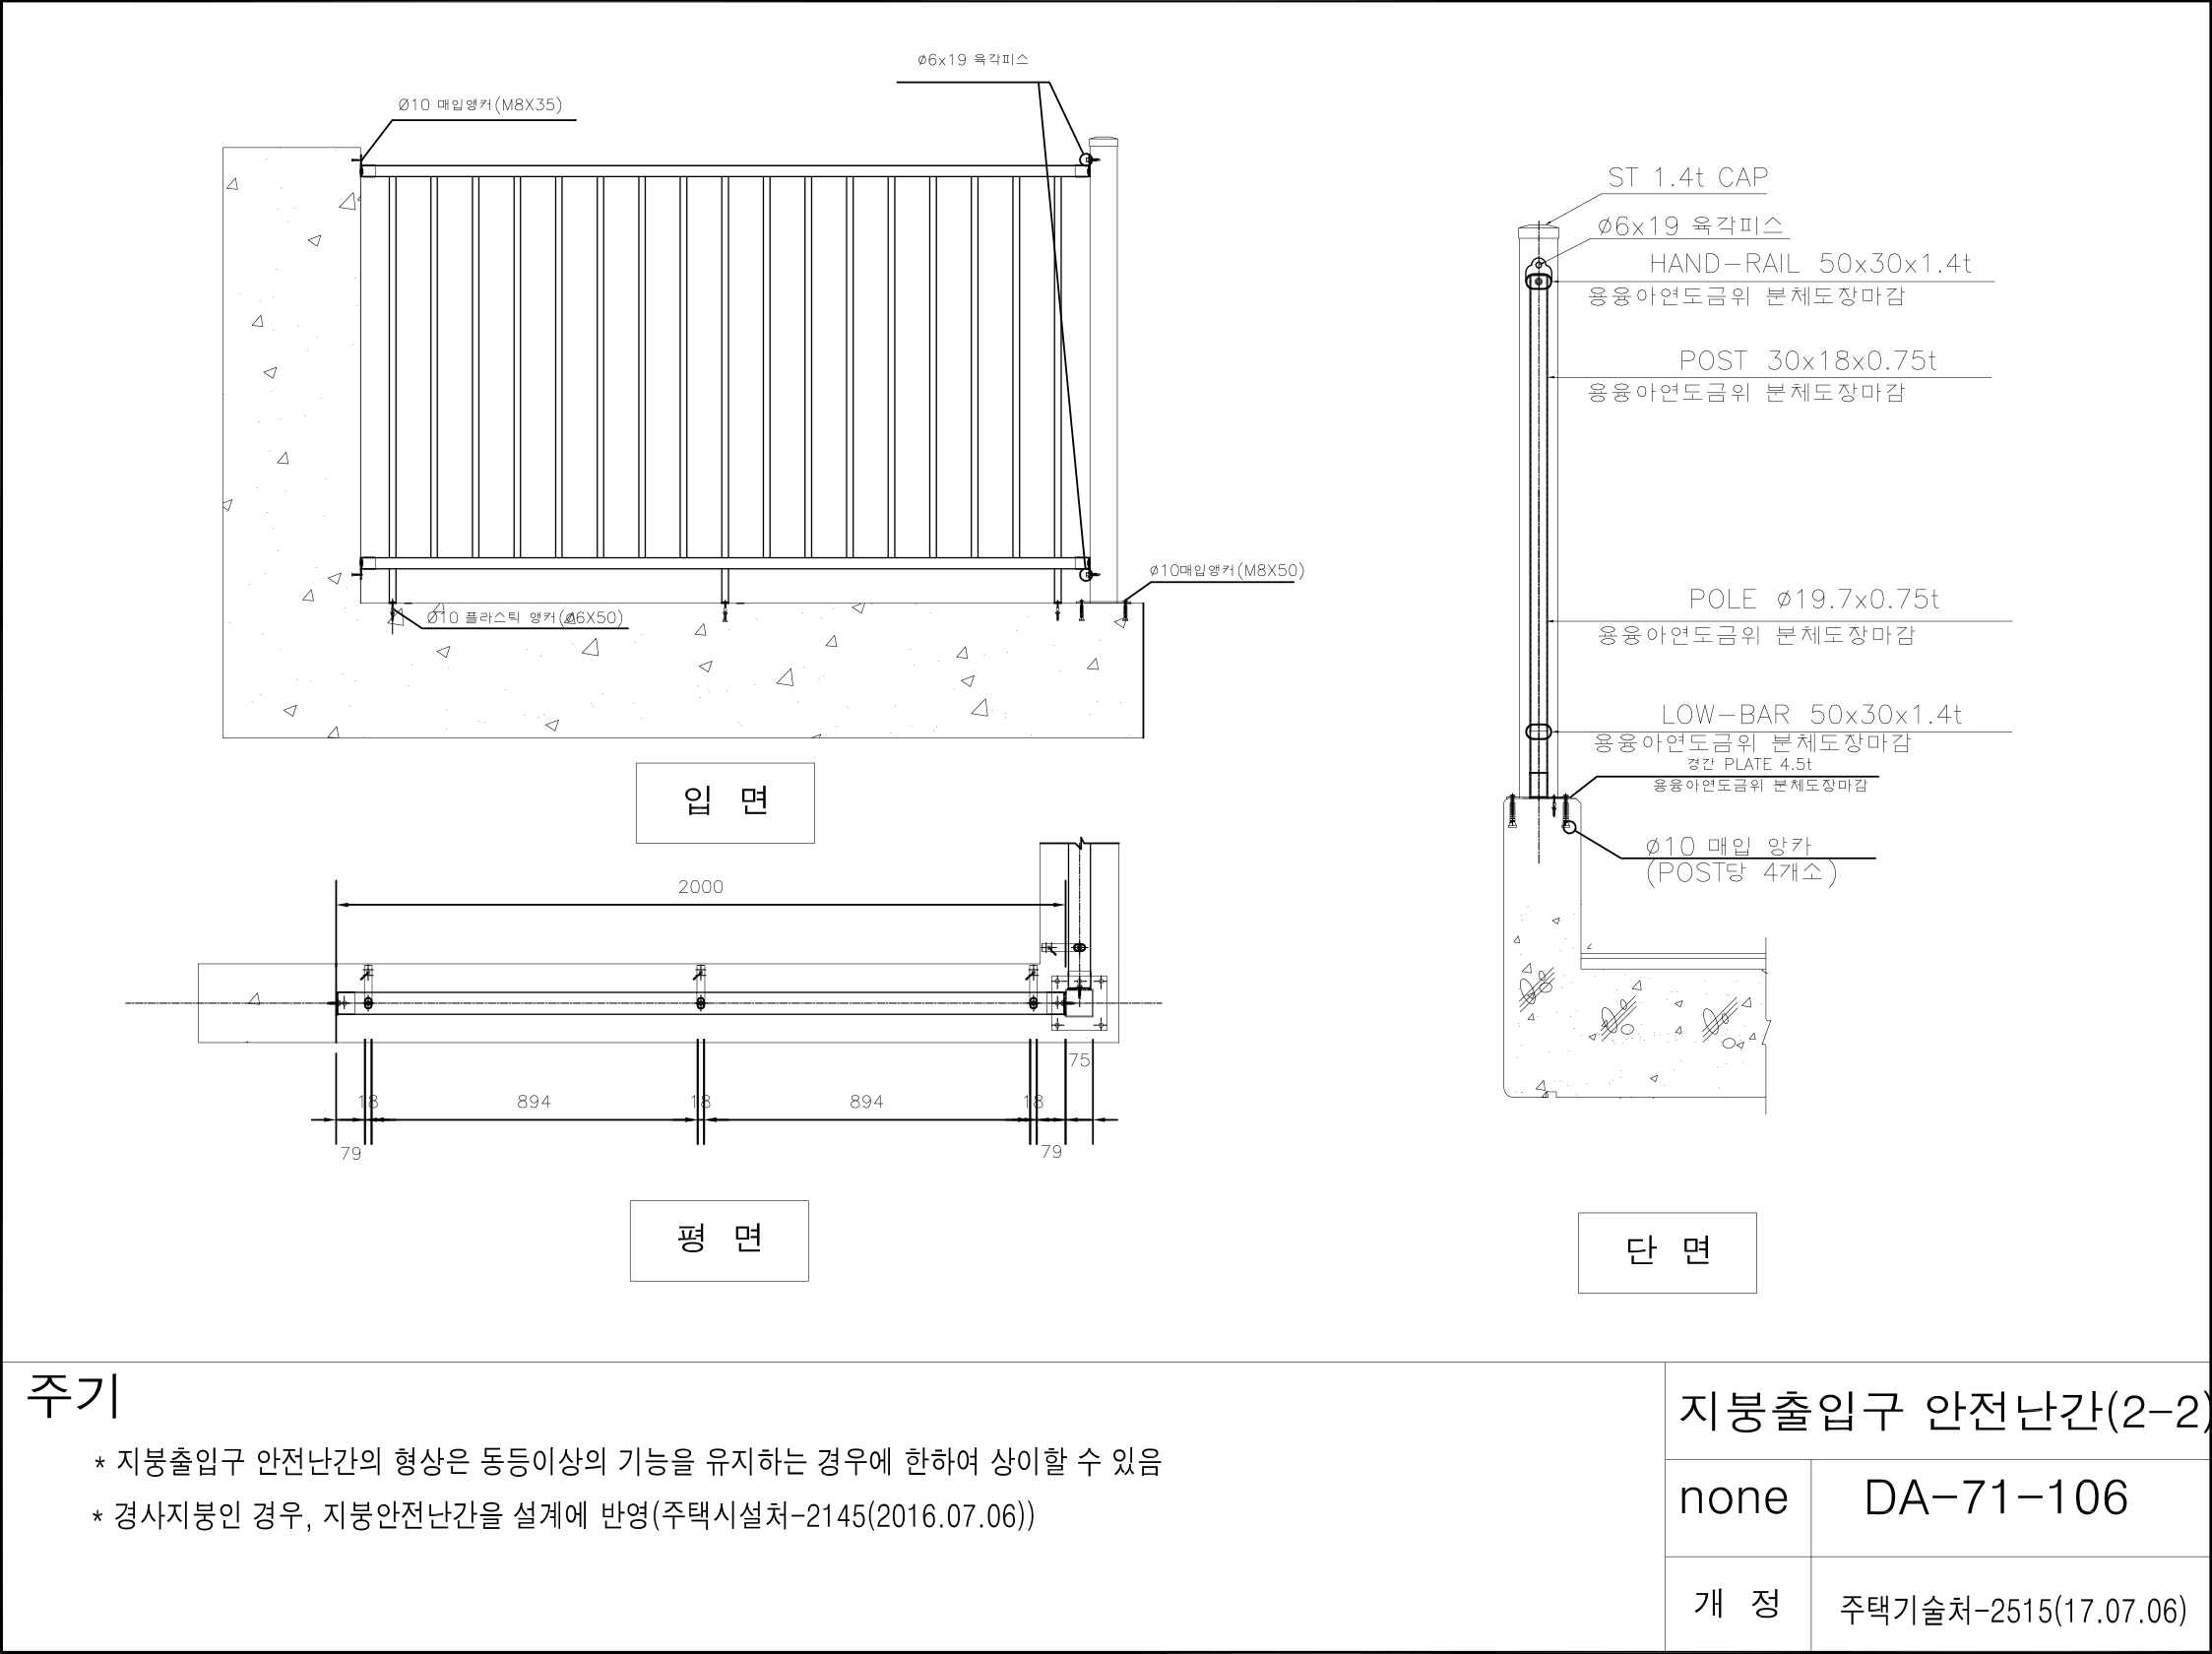 ø6x19 육각피스
Ø10 매입앵커(M8X35)
ø10매입앵커(M8X50)
Ø10 플라스틱 앵커(ø6X50)
입 면
ST 1.4t CAP
ø6x19 육각피스
HAND-RAIL 50x30x1.4t
용융아연도금위 분체도장마감
POST 30x18x0.75t
용융아연도금위 분체도장마감
POLE ø19.7x0.75t
용융아연도금위 분체도장마감
LOW-BAR 50x30x1.4t
용융아연도금위 분체도장마감
경간 PLATE 4.5t
용융아연도금위 분체도장마감
ø10 매입 앙카
(POST당 4개소)
2000
75
18 894 18 894 18
79 79
평 면
단 면
주기
* 지붕출입구 안전난간의 형상은 동등이상의 기능을 유지하는 경우에 한하여 상이할 수 있음
* 경사지붕인 경우, 지붕안전난간을 설계에 반영(주택시설처-2145(2016.07.06))
지붕출입구 안전난간(2-2)
none DA-71-106
개 정 주택기술처-2515(17.07.06)